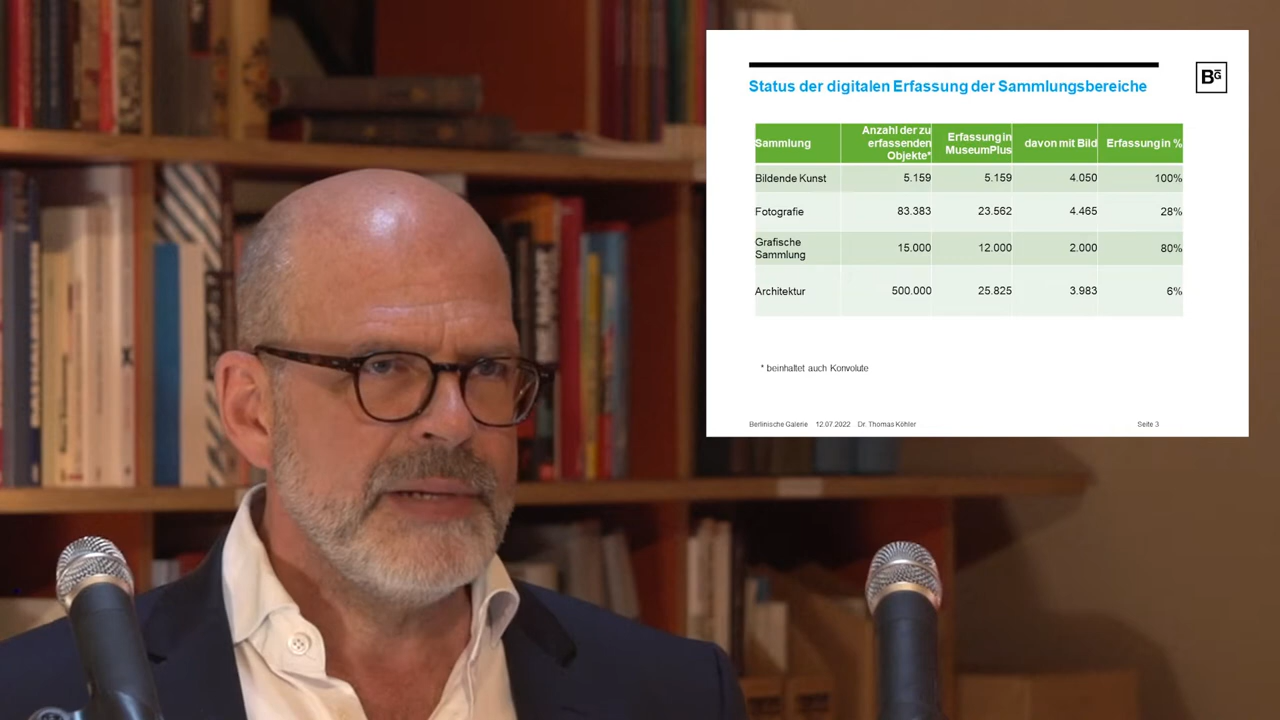 Status der digitalen Erfassung der Sammlungsbereiche
BG
Sammlung Anzahl der zu erfassenden Objekte* Erfassung in MuseumPlus davon mit Bild Erfassung in %
Bildende Kunst 5.159 5.159 4.050 100%
Fotografie 83.383 23.562 4.465 28%
Grafische Sammlung 15.000 12.000 2.000 80%
Architektur 500.000 25.825 3.983 6%
* beinhaltet auch Konvolute
Berlinische Galerie 12.07.2022 Dr. Thomas Köhler Seite 3